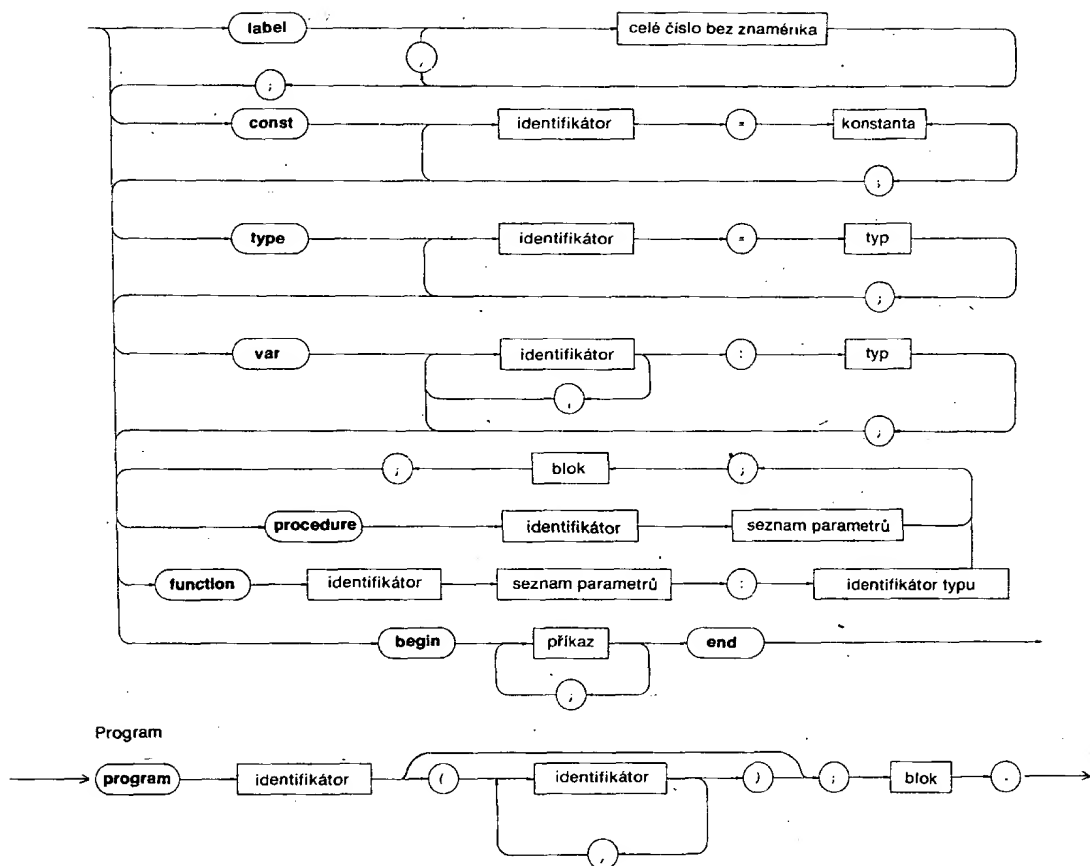 label celé číslo bez znaménka
,
;
const identifikátor = konstanta
;
type identifikátor = typ
;
var identifikátor : typ
,
;
; blok ;
procedure identifikátor seznam parametrů
function identifikátor seznam parametrů : identifikátor typu
begin příkaz end
;
Program
program identifikátor ( identifikátor ) ; blok .
,